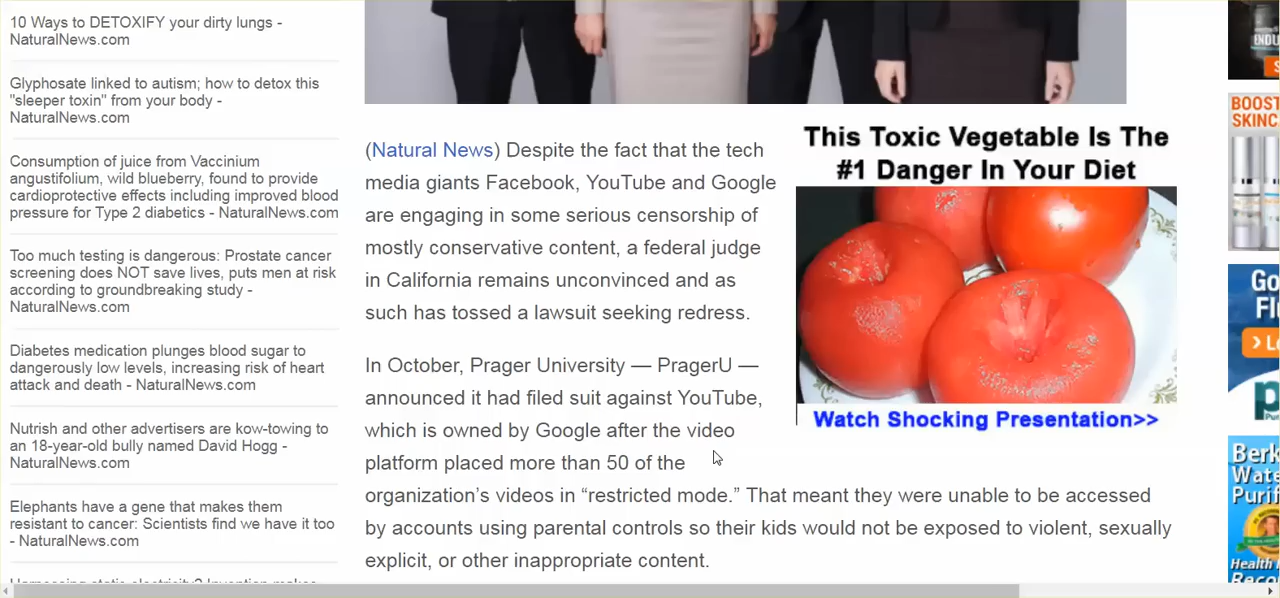 10 Ways to DETOXIFY your dirty lungs -
NaturalNews.com
Glyphosate linked to autism; how to detox this
"sleeper toxin" from your body -
NaturalNews.com
Consumption of juice from Vaccinium
angustifolium, wild blueberry, found to provide
cardioprotective effects including improved blood
pressure for Type 2 diabetics - NaturalNews.com
Too much testing is dangerous: Prostate cancer
screening does NOT save lives, puts men at risk
according to groundbreaking study -
NaturalNews.com
Diabetes medication plunges blood sugar to
dangerously low levels, increasing risk of heart
attack and death - NaturalNews.com
Nutrish and other advertisers are kow-towing to
an 18-year-old bully named David Hogg -
NaturalNews.com
Elephants have a gene that makes them
resistant to cancer: Scientists find we have it too
- NaturalNews.com
(Natural News) Despite the fact that the tech
media giants Facebook, YouTube and Google
are engaging in some serious censorship of
mostly conservative content, a federal judge
in California remains unconvinced and as
such has tossed a lawsuit seeking redress.
In October, Prager University — PragerU —
announced it had filed suit against YouTube,
which is owned by Google after the video
platform placed more than 50 of the
organization's videos in “restricted mode.” That meant they were unable to be accessed
by accounts using parental controls so their kids would not be exposed to violent, sexually
explicit, or other inappropriate content.
This Toxic Vegetable Is The
#1 Danger In Your Diet
Watch Shocking Presentation>>
BOOST
SKINC
Go
Berk
Wate
Purif
Health